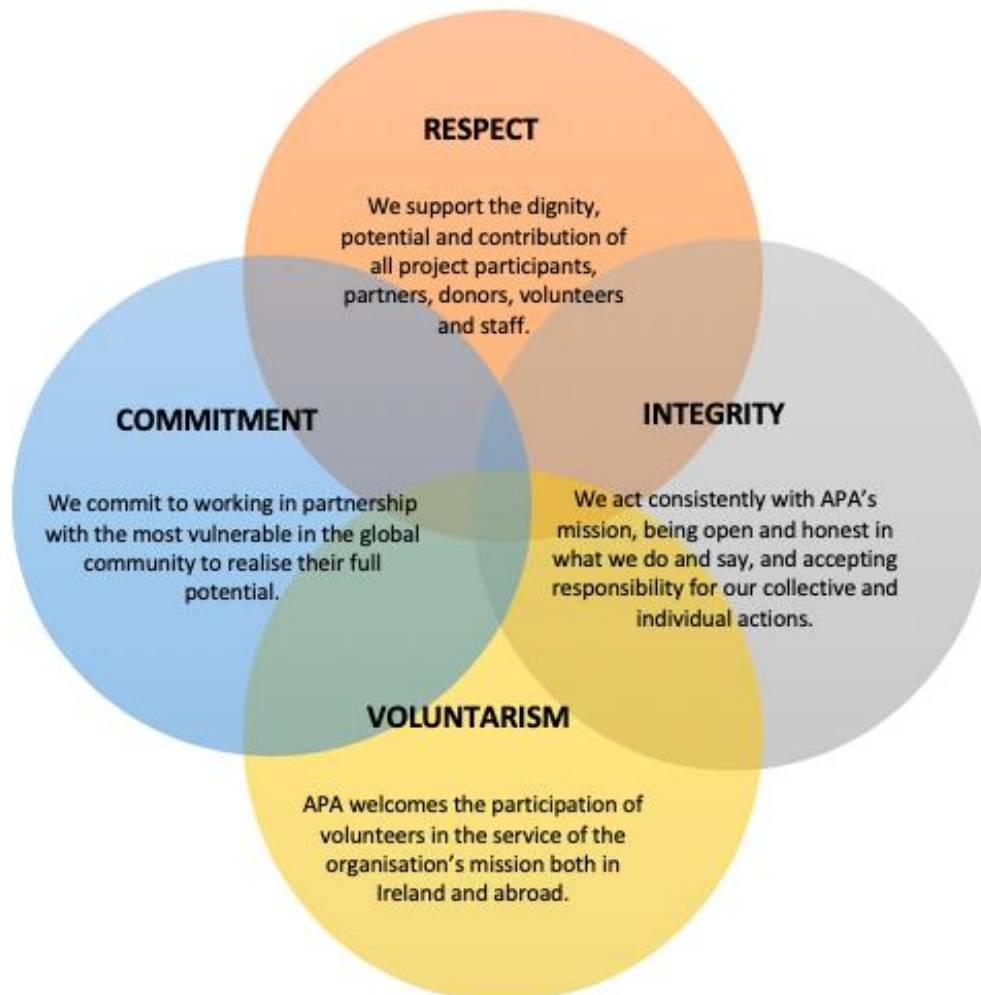 RESPECT
We support the dignity,
potential and contribution of
all project participants,
partners, donors, volunteers
and staff.
COMMITMENT
We commit to working in partnership
with the most vulnerable in the global
community to realise their full
potential.
INTEGRITY
We act consistently with APA’s
mission, being open and honest in
what we do and say, and accepting
responsibility for our collective and
individual actions.
VOLUNTARISM
APA welcomes the participation of
volunteers in the service of the
organisation’s mission both in
Ireland and abroad.